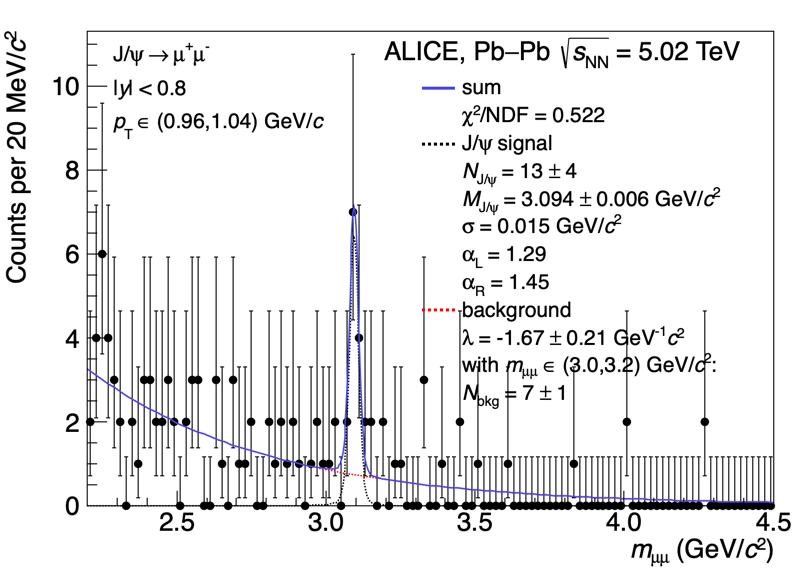 ALICE, Pb–Pb √s_NN = 5.02 TeV
J/ψ → μ⁺μ⁻
|y| < 0.8
p_T ∈ (0.96,1.04) GeV/c
sum
χ²/NDF = 0.522
J/ψ signal
N_J/ψ = 13 ± 4
M_J/ψ = 3.094 ± 0.006 GeV/c²
σ = 0.015 GeV/c²
α_L = 1.29
α_R = 1.45
background
λ = -1.67 ± 0.21 GeV⁻¹c²
with m_μμ ∈ (3.0,3.2) GeV/c²:
N_bkg = 7 ± 1
Counts per 20 MeV/c²
10
8
6
4
2
0
2.5 3.0 3.5 4.0 4.5
m_μμ (GeV/c²)